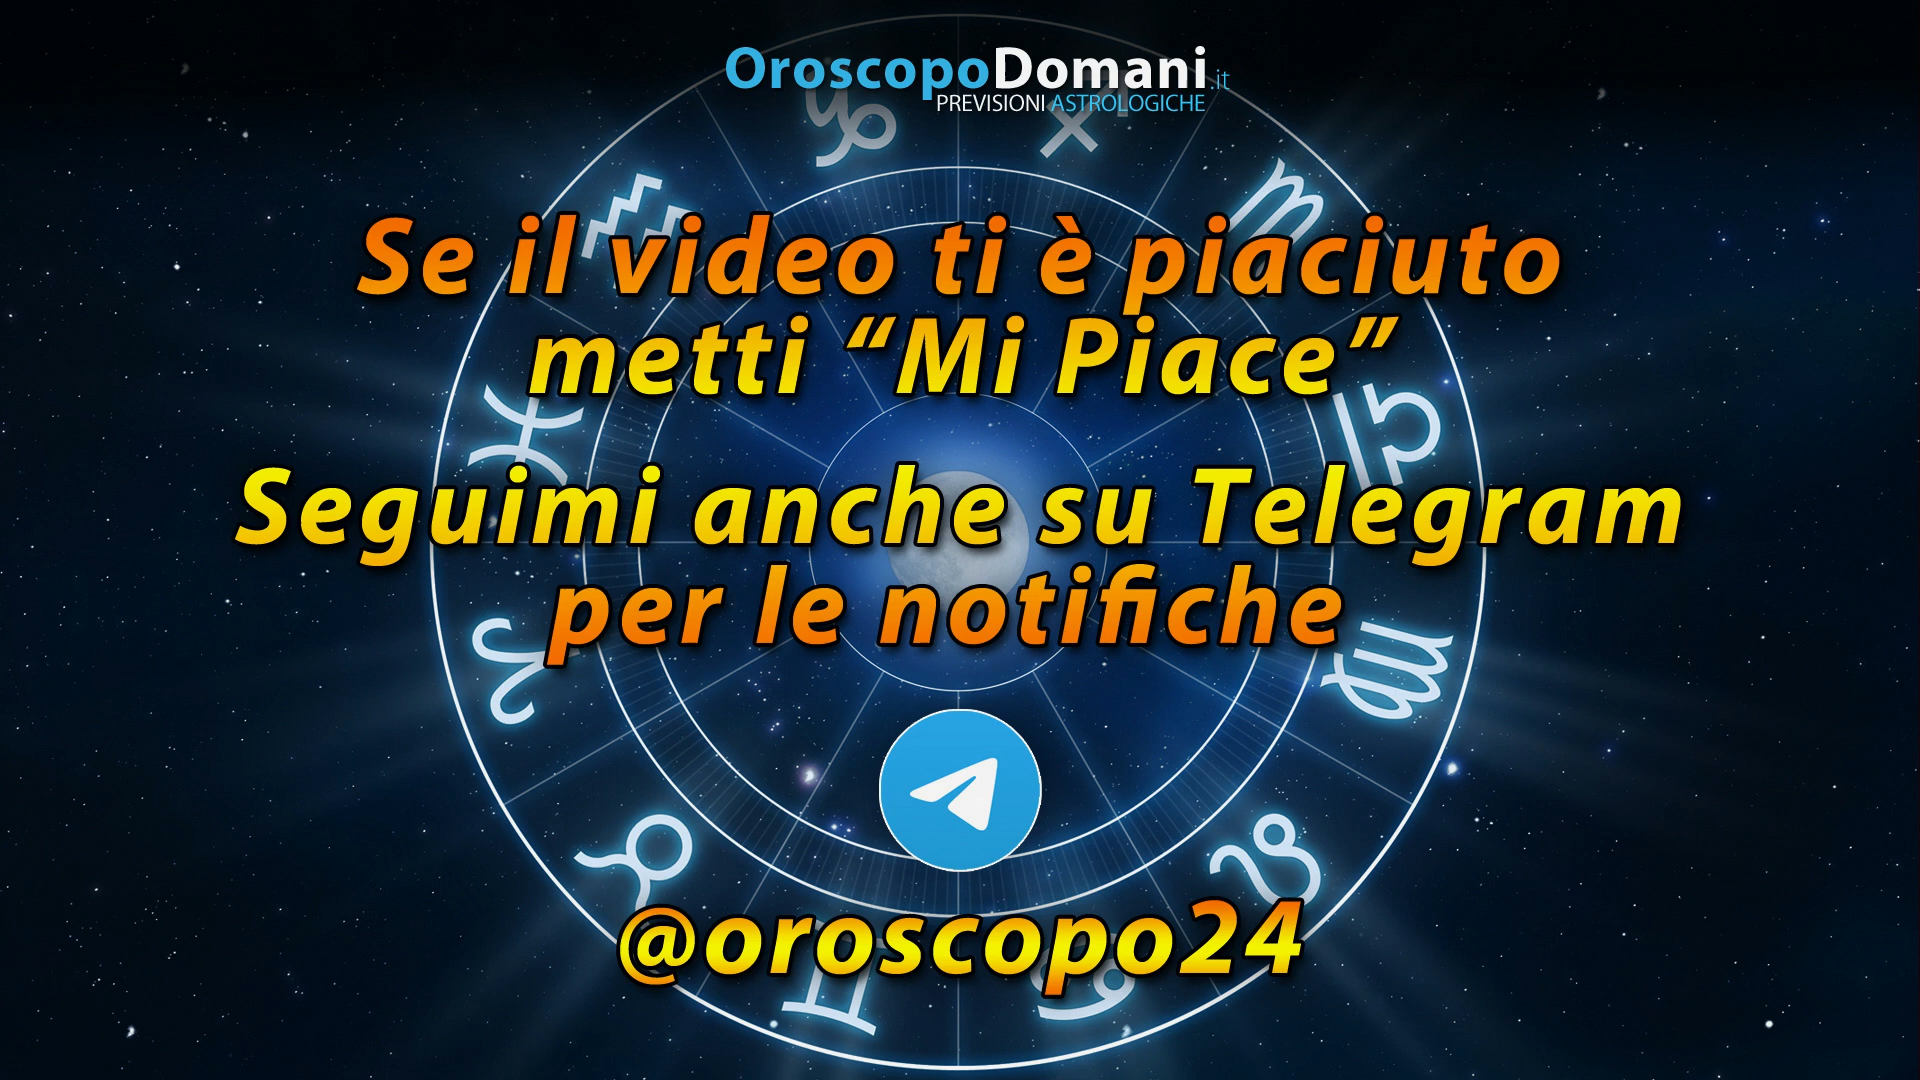 OroscopoDomani.it
PREVISIONI ASTROLOGICHE
Se il video ti è piaciuto
metti “Mi Piace”
Seguimi anche su Telegram
per le notifiche
@oroscopo24